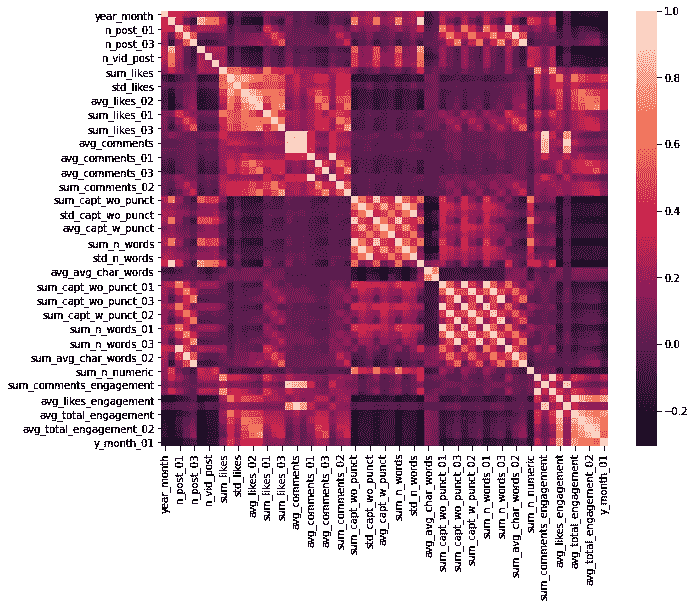 year_month
n_post_01
n_post_03
n_vid_post
sum_likes
std_likes
avg_likes_02
sum_likes_01
sum_likes_03
avg_comments
avg_comments_01
avg_comments_03
sum_comments_02
sum_capt_wo_punct
std_capt_wo_punct
avg_capt_w_punct
sum_n_words
std_n_words
avg_avg_char_words
sum_capt_wo_punct_01
sum_capt_wo_punct_03
sum_capt_w_punct_02
sum_n_words_01
sum_n_words_03
sum_avg_char_words_02
sum_n_numeric
sum_comments_engagement
avg_likes_engagement
avg_total_engagement
avg_total_engagement_02
y_month_01
1.0
0.8
0.6
0.4
0.2
0.0
−0.2
year_month
n_post_01
n_post_03
n_vid_post
sum_likes
std_likes
avg_likes_02
sum_likes_01
sum_likes_03
avg_comments
avg_comments_01
avg_comments_03
sum_comments_02
sum_capt_wo_punct
std_capt_wo_punct
avg_capt_w_punct
sum_n_words
std_n_words
avg_avg_char_words
sum_capt_wo_punct_01
sum_capt_wo_punct_03
sum_capt_w_punct_02
sum_n_words_01
sum_n_words_03
sum_avg_char_words_02
sum_n_numeric
sum_comments_engagement
avg_likes_engagement
avg_total_engagement
avg_total_engagement_02
y_month_01